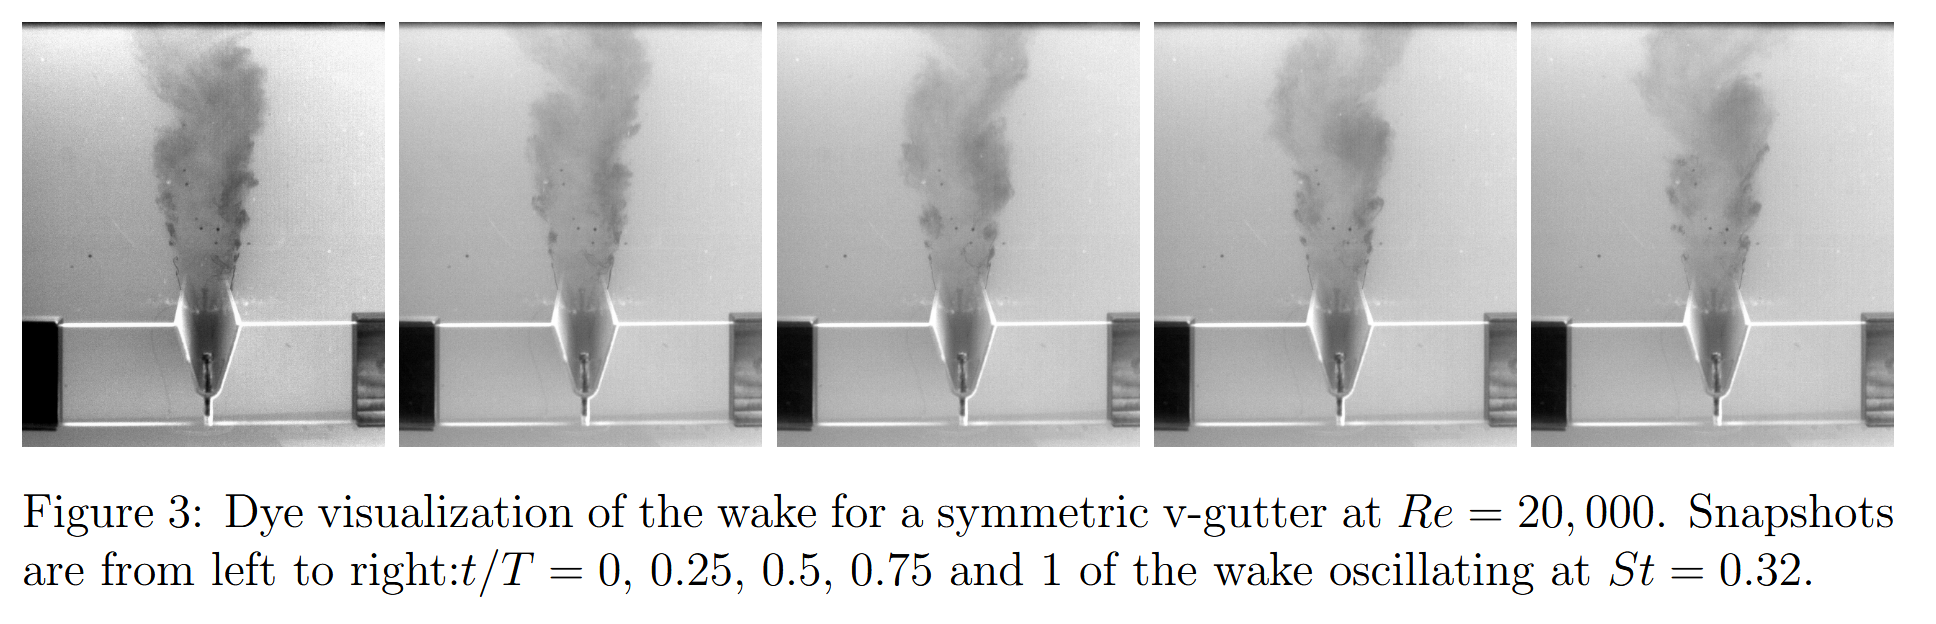 Figure 3: Dye visualization of the wake for a symmetric v-gutter at Re = 20,000. Snapshots
are from left to right:t/T = 0, 0.25, 0.5, 0.75 and 1 of the wake oscillating at St = 0.32.